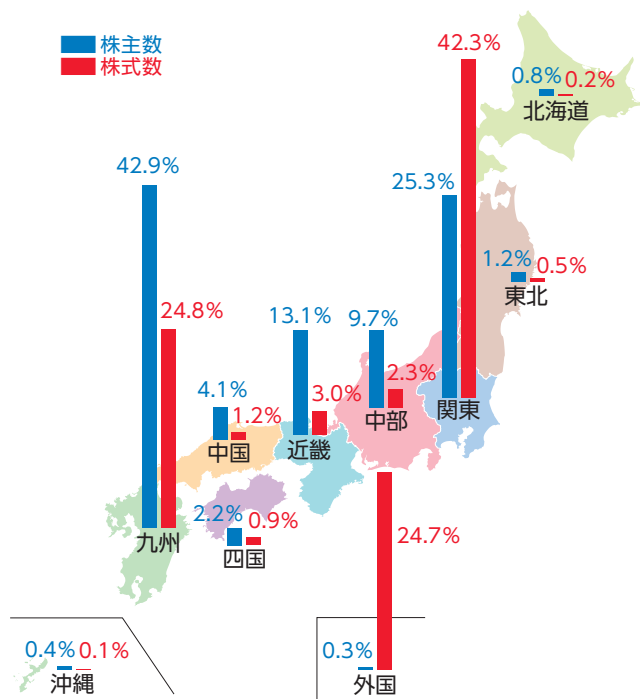 株主数
株式数
0.8% 0.2%
北海道
42.3%
25.3%
関東
1.2% 0.5%
東北
42.9%
24.8%
九州
4.1%
1.2%
中国
13.1%
3.0%
近畿
9.7%
2.3%
中部
2.2% 0.9%
四国
24.7%
0.3%
外国
0.4% 0.1%
沖縄